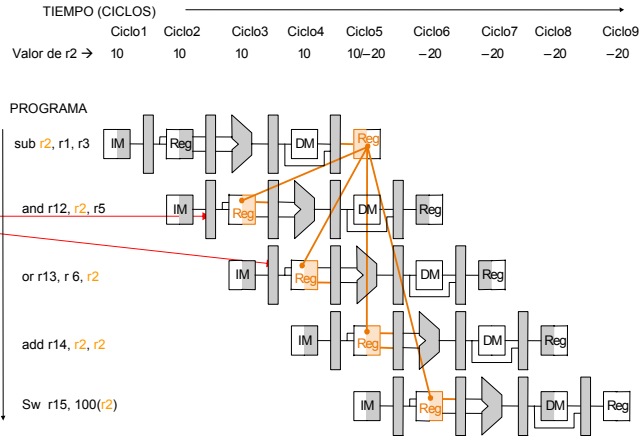 TIEMPO (CICLOS)
Ciclo1 Ciclo2 Ciclo3 Ciclo4 Ciclo5 Ciclo6 Ciclo7 Ciclo8 Ciclo9
Valor de r2 → 10 10 10 10 10/–20 –20 –20 –20 –20
PROGRAMA
sub r2, r1, r3 IM Reg DM Reg
and r12, r2, r5 IM Reg DM Reg
or r13, r 6, r2 IM Reg DM Reg
add r14, r2, r2 IM Reg DM Reg
Sw r15, 100(r2) IM Reg DM Reg